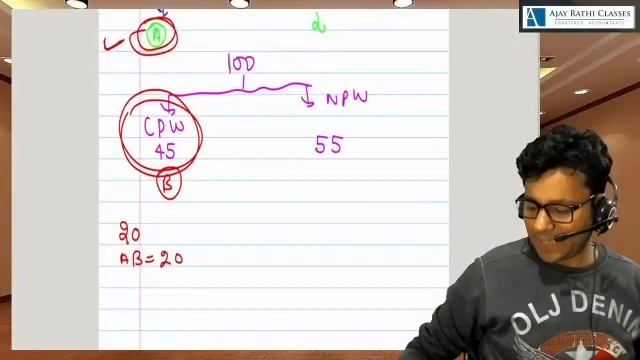 AJAY RATHI CLASSES
CHARTERED ACCOUNTANTS
A
2
100
CPW
NPW
45
55
B
20
AB = 20
OLJ DENIM